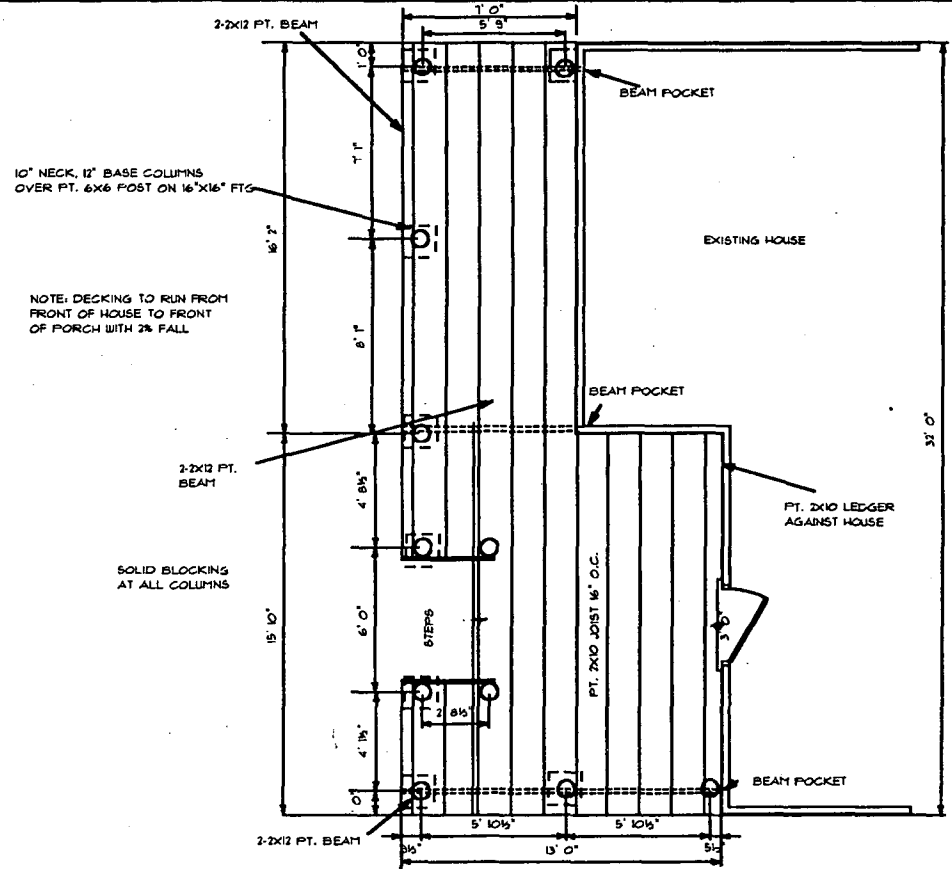 7' 0"
2-2X12 PT. BEAM
5' 9"
1' 0"
BEAM POCKET
7' 1"
10" NECK, 12" BASE COLUMNS
OVER PT. 6X6 POST ON 16"X16" FTG
16' 2"
EXISTING HOUSE
NOTE: DECKING TO RUN FROM
FRONT OF HOUSE TO FRONT
OF PORCH WITH 2% FALL
8' 1"
BEAM POCKET
32' 0"
2-2X12 PT.
BEAM
4' 8½"
PT. 2X10 LEDGER
AGAINST HOUSE
SOLID BLOCKING
AT ALL COLUMNS
PT. 2X10 JOIST 16" O.C.
15' 10"
6' 0"
STEPS
3' 0"
2' 8½"
4' 1½"
BEAM POCKET
0"
2-2X12 PT. BEAM
5' 10½"
5' 10½"
13' 0"